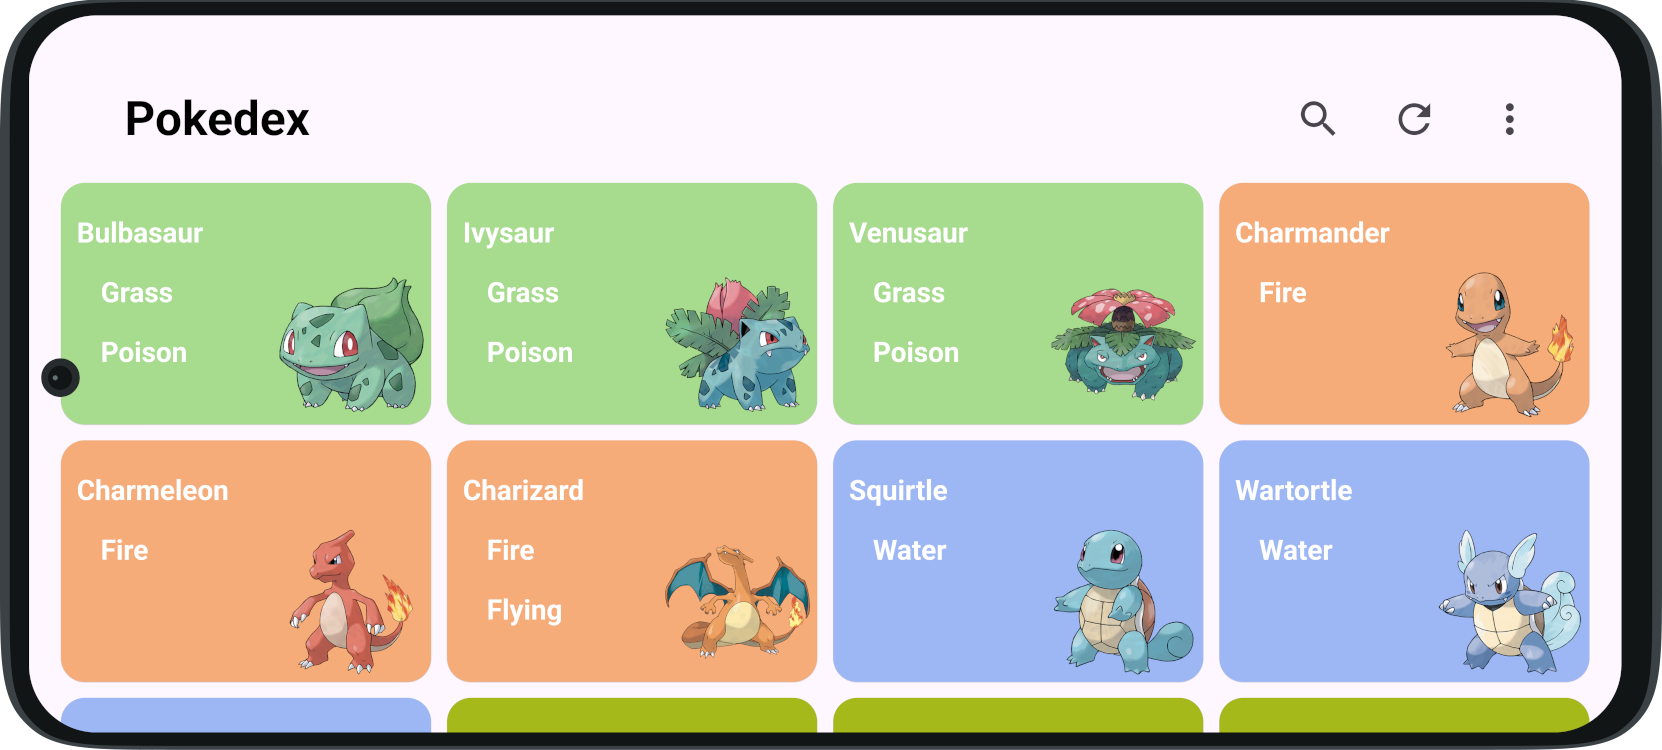 Pokedex
Bulbasaur
Grass
Poison
Ivysaur
Grass
Poison
Venusaur
Grass
Poison
Charmander
Fire
Charmeleon
Fire
Charizard
Fire
Flying
Squirtle
Water
Wartortle
Water